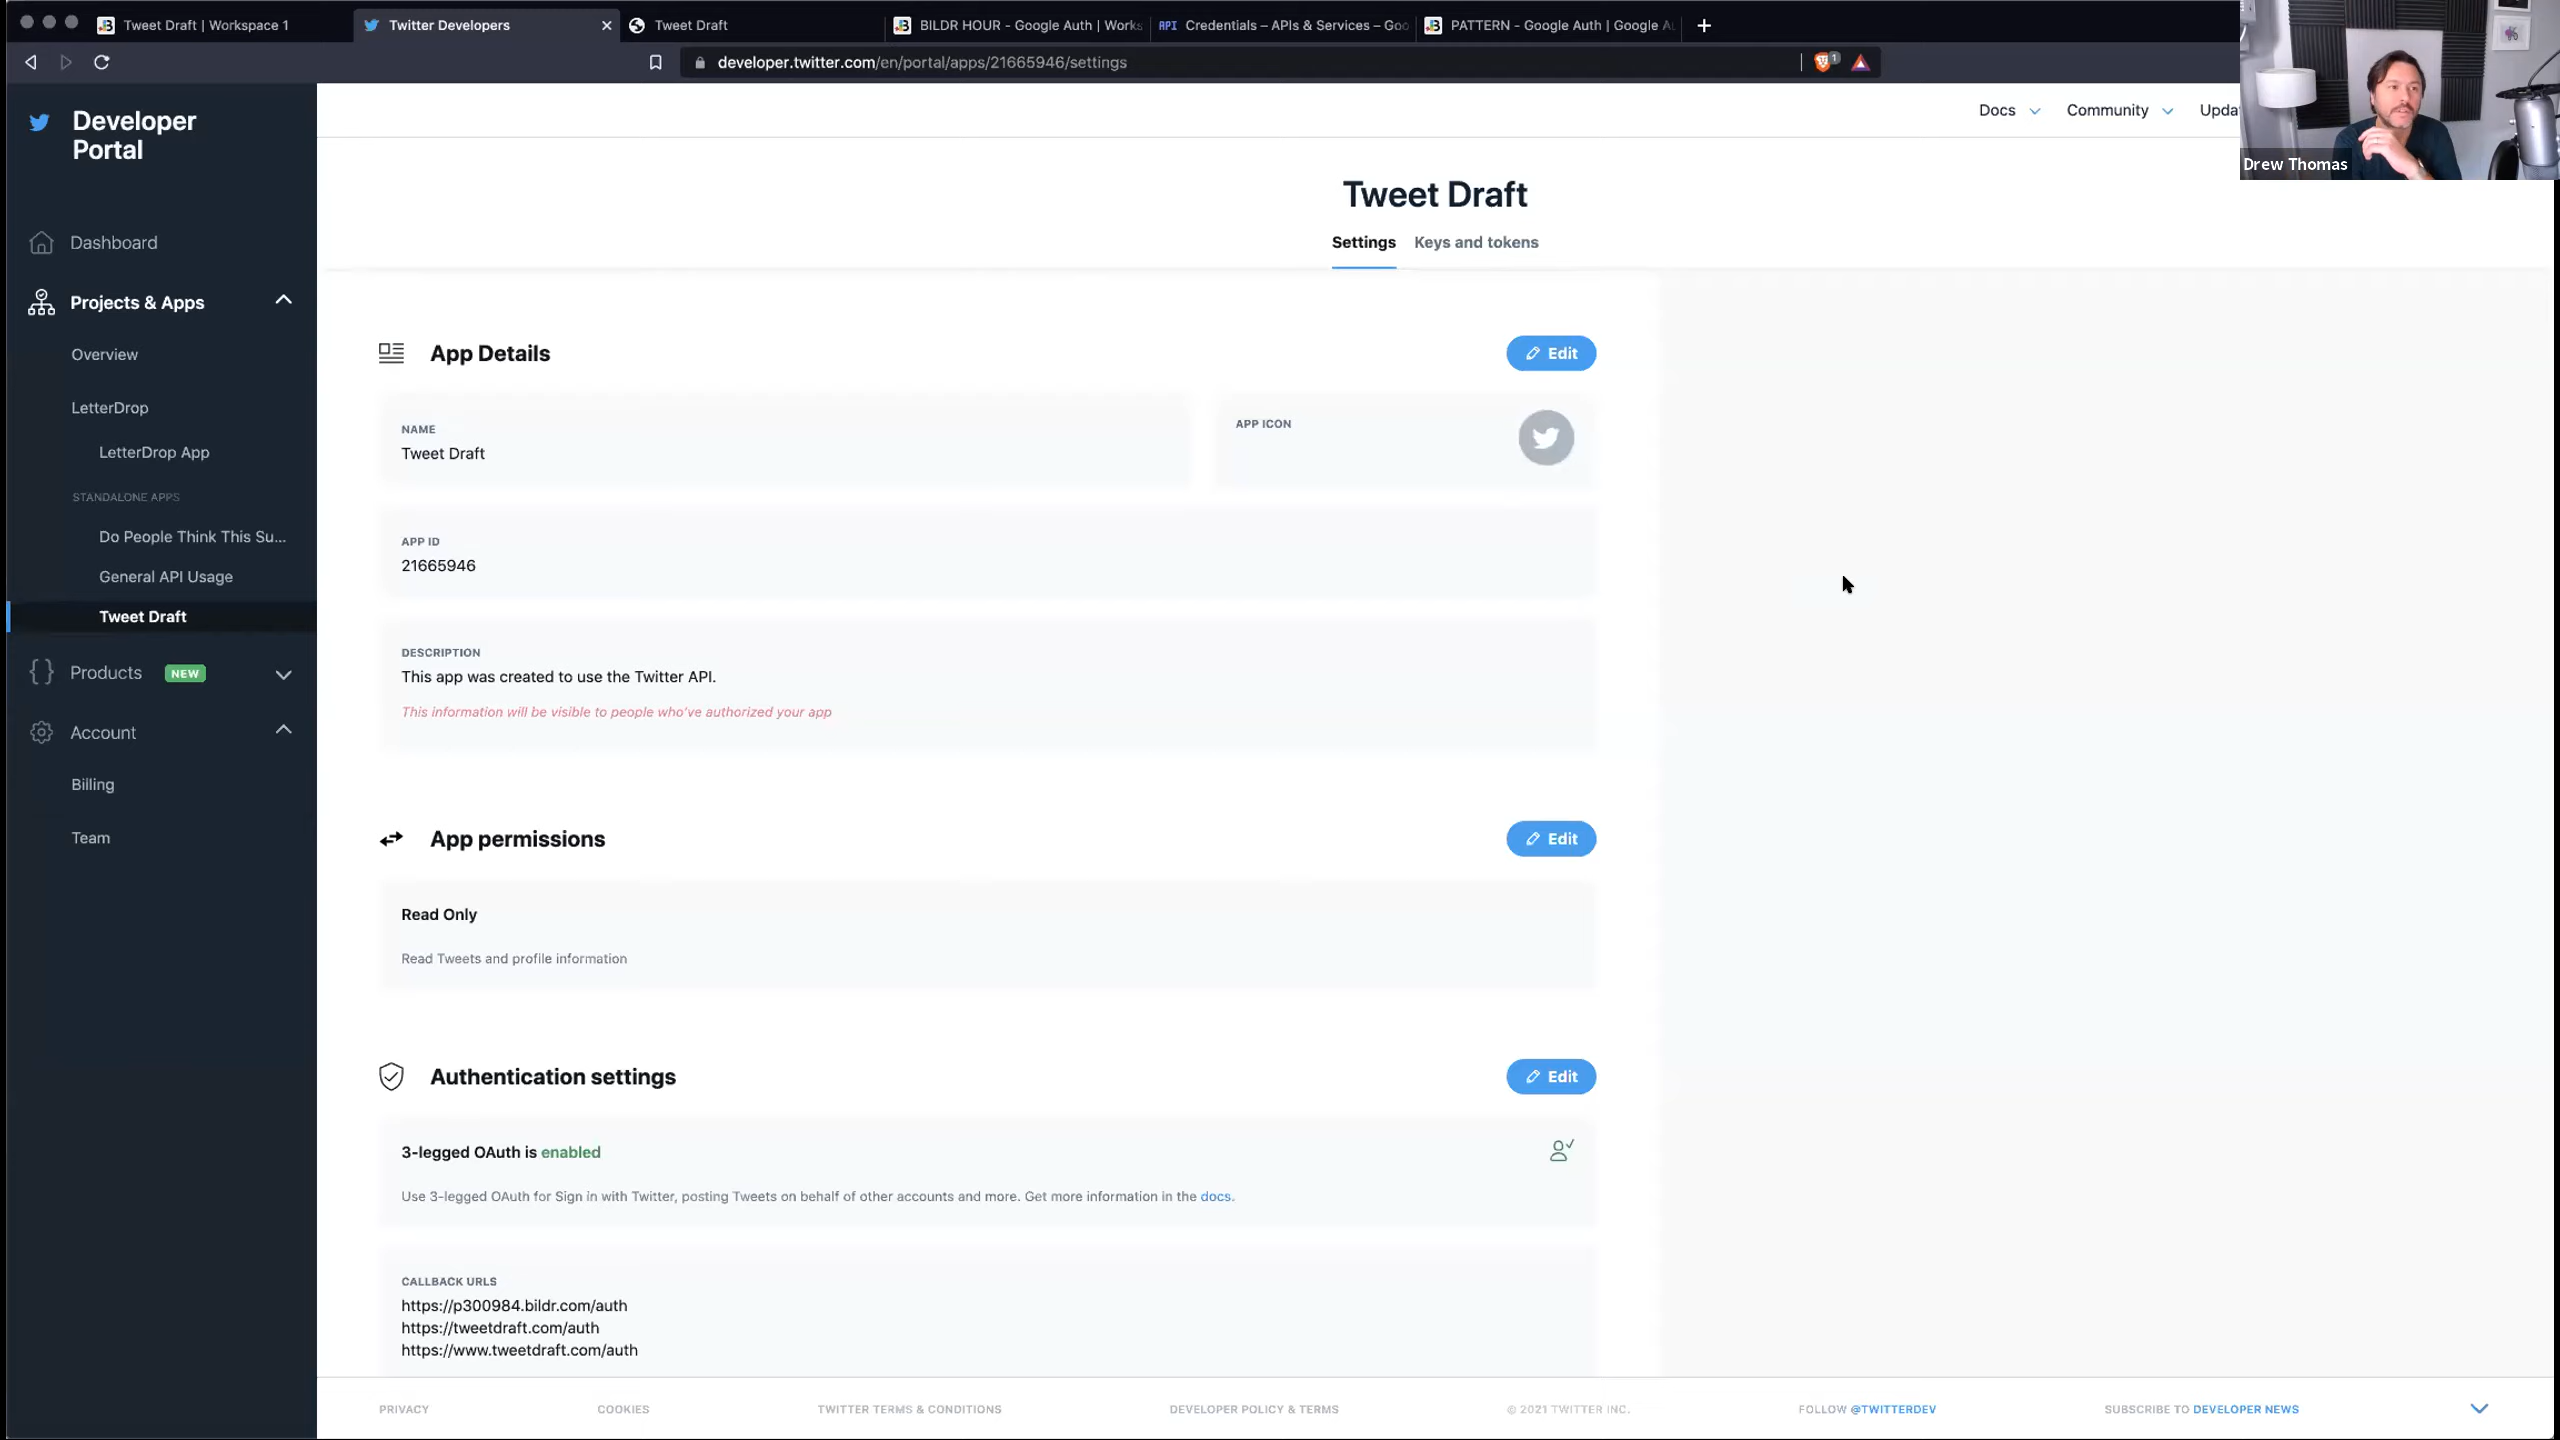 Tweet Draft | Workspace 1
Twitter Developers
Tweet Draft
BILDR HOUR - Google Auth | Works
API Credentials – APIs & Services – Goo
PATTERN - Google Auth | Google Au
developer.twitter.com/en/portal/apps/21665946/settings
1
Drew Thomas
Developer
Portal
Dashboard
Projects & Apps
Overview
LetterDrop
LetterDrop App
STANDALONE APPS
Do People Think This Su...
General API Usage
Tweet Draft
Products NEW
Account
Billing
Team
Docs
Community
Upda
Tweet Draft
Settings
Keys and tokens
App Details
Edit
NAME
Tweet Draft
APP ICON
APP ID
21665946
DESCRIPTION
This app was created to use the Twitter API.
This information will be visible to people who've authorized your app
App permissions
Edit
Read Only
Read Tweets and profile information
Authentication settings
Edit
3-legged OAuth is enabled
Use 3-legged OAuth for Sign in with Twitter, posting Tweets on behalf of other accounts and more. Get more information in the docs.
CALLBACK URLS
https://p300984.bildr.com/auth
https://tweetdraft.com/auth
https://www.tweetdraft.com/auth
PRIVACY
COOKIES
TWITTER TERMS & CONDITIONS
DEVELOPER POLICY & TERMS
© 2021 TWITTER INC.
FOLLOW @TWITTERDEV
SUBSCRIBE TO DEVELOPER NEWS